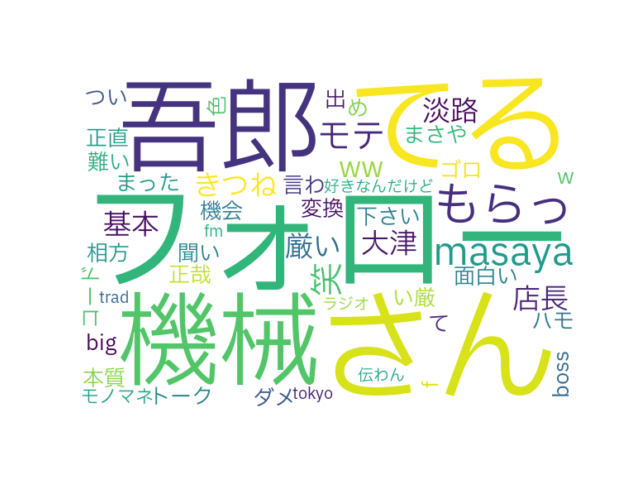 つい
色
吾郎
出
め
てる
淡路
正直
モテ
まさや
難い
ww
ゴロ
w
まった
きつね
言わ
好きなんだけど
フォロー
もらっ
基本
機会
変換
下さい
fm
大津
相方
聞い
厳い
masaya
正哉
笑
面白い
コード
trad
機械
ラジオ
さん
い厳
店長
big
て
ハモ
本質
伝わん
boss
モノマネ
トーク
ダメ
tokyo
f